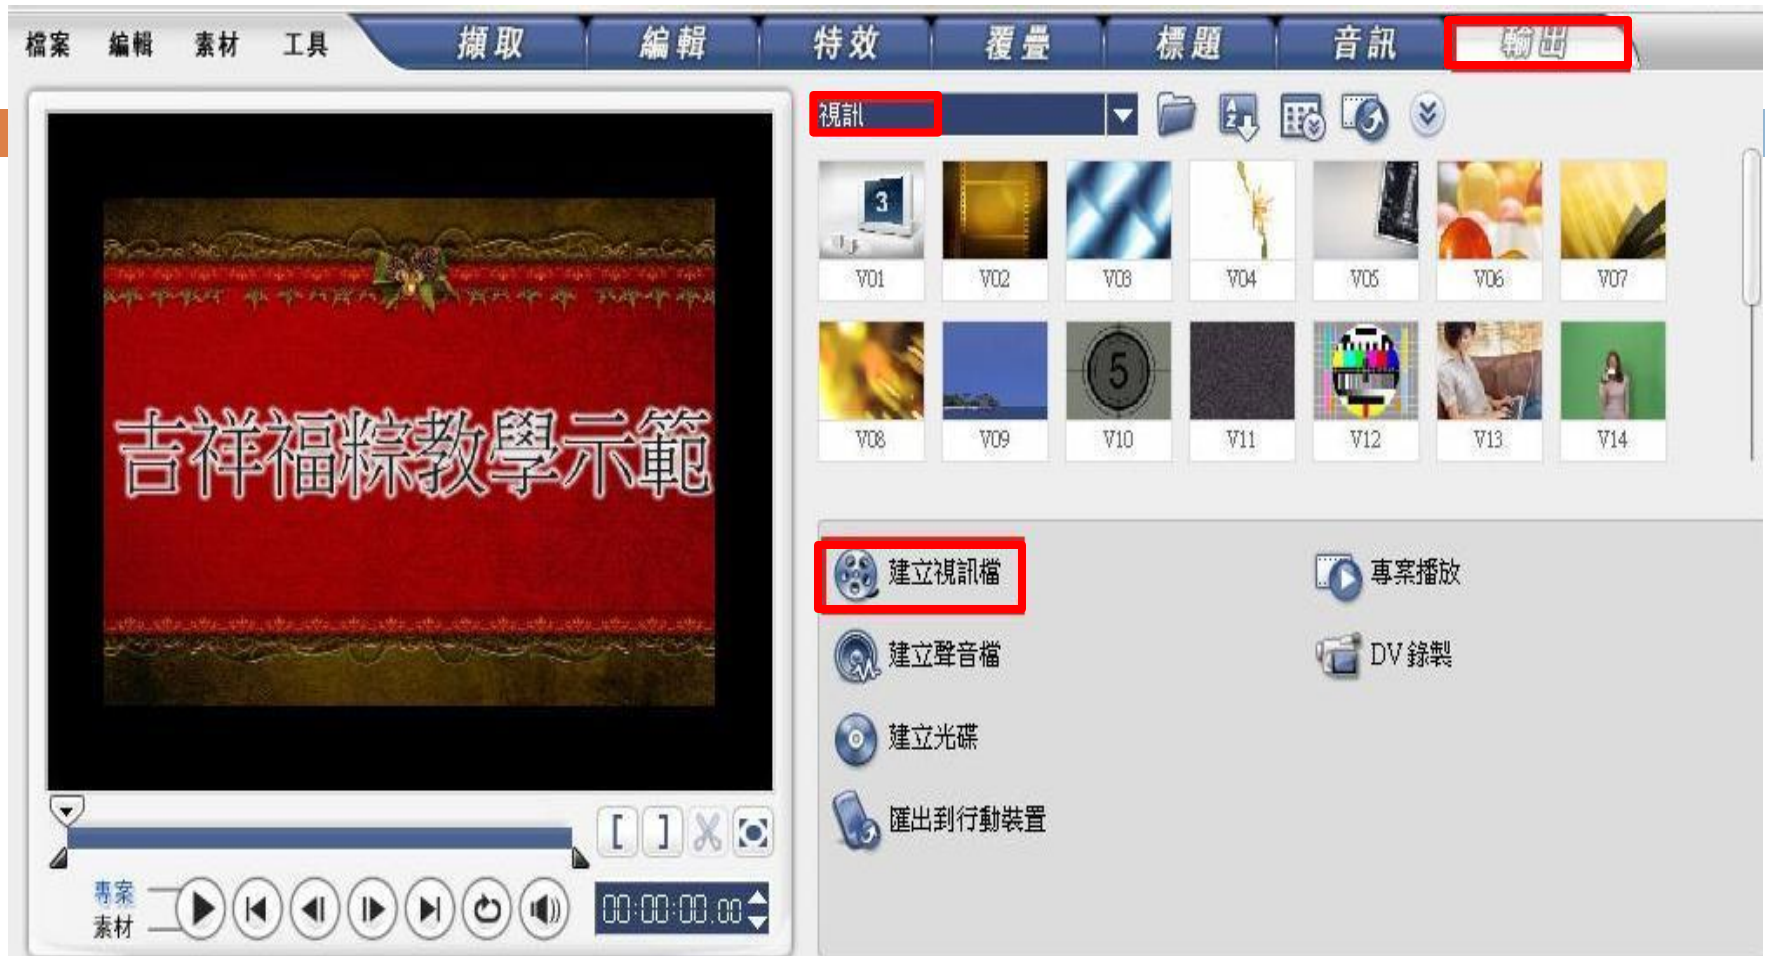 檔案 編輯 素材 工具 擷取 編輯 特效 覆疊 標題 音訊 輸出
視訊
3
V01 V02 V03 V04 V05 V06 V07
5
V08 V09 V10 V11 V12 V13 V14
吉祥福粽教學示範
建立視訊檔 專案播放
建立聲音檔 DV 錄製
建立光碟
匯出到行動裝置
專案
素材
00:00:00.00